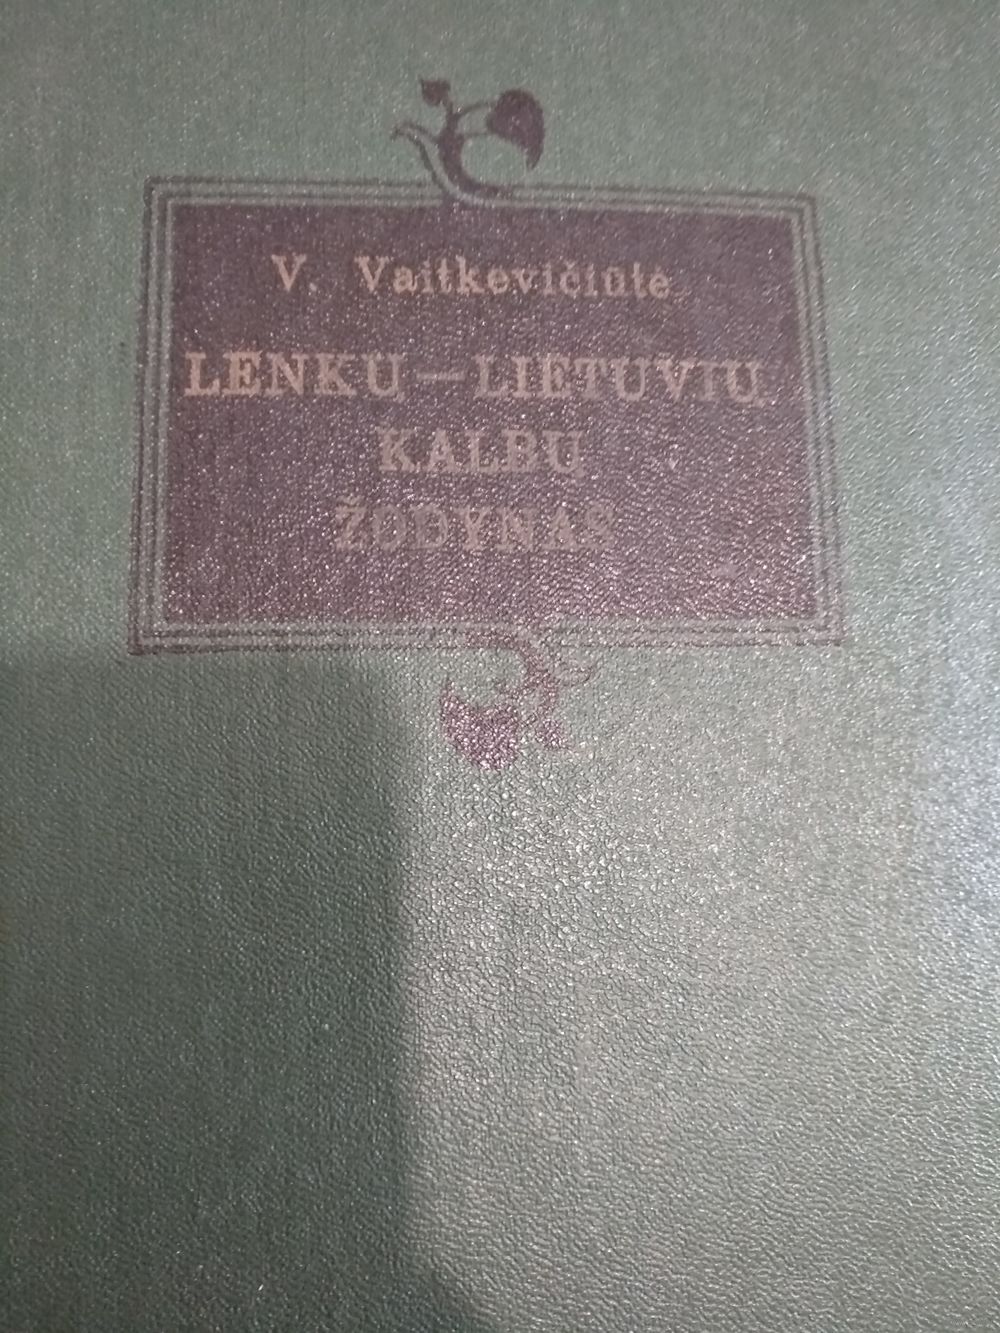 V. Vaitkevičiūtė
LENKŲ—LIETUVIŲ
KALBŲ
ŽODYNAS